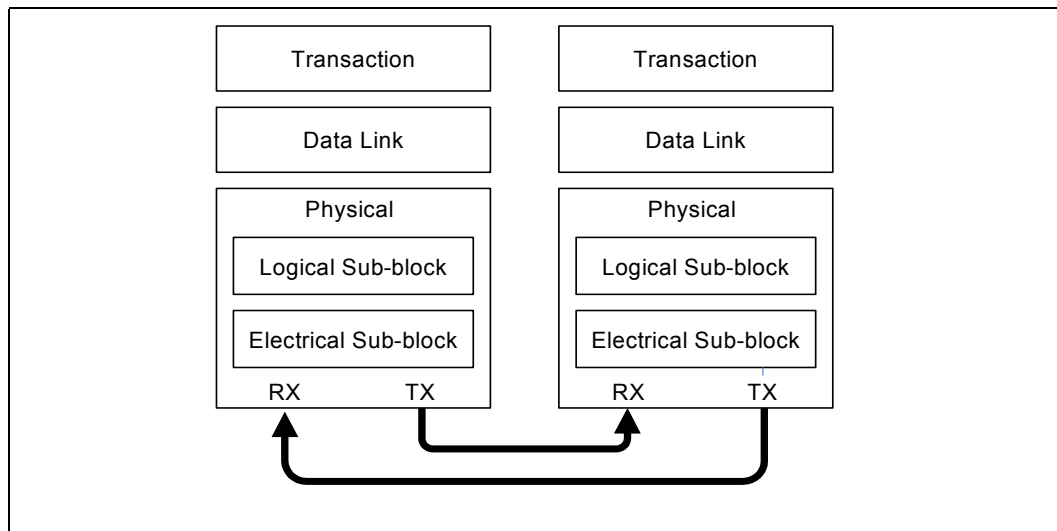 Transaction
Data Link
Physical
Logical Sub-block
Electrical Sub-block
RX TX
Transaction
Data Link
Physical
Logical Sub-block
Electrical Sub-block
RX TX